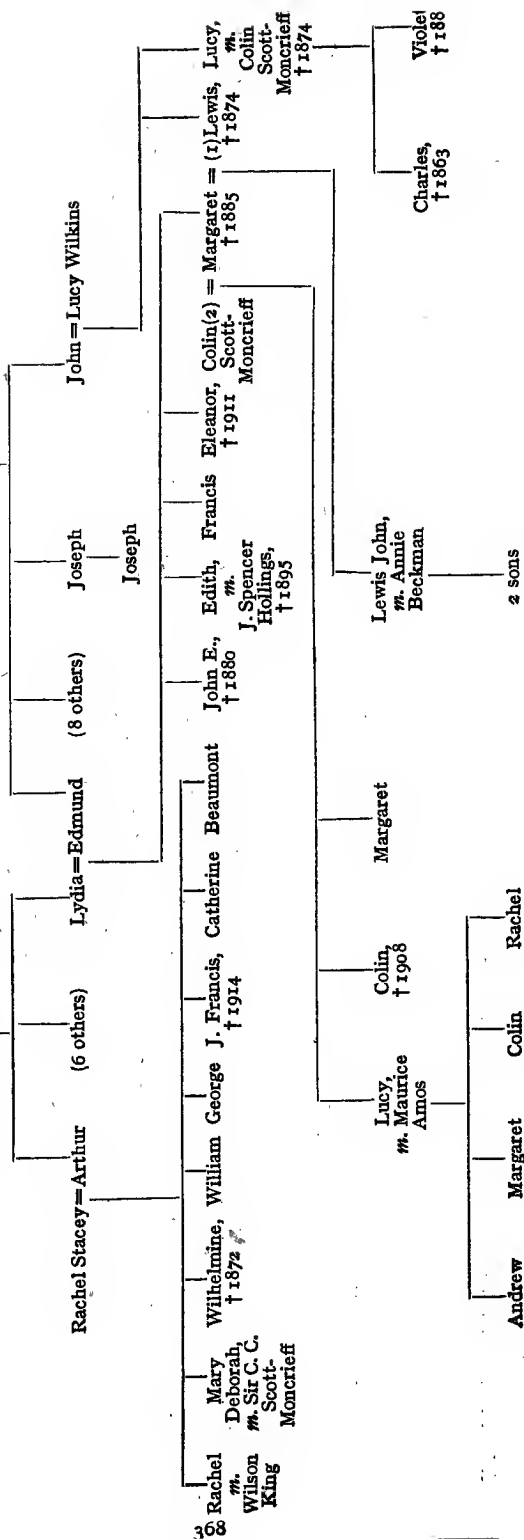 Rachel Stacey=Arthur
(6 others)
Lydia=Edmund
(8 others)
Joseph
John=Lucy Wilkins
Joseph
Rachel
m.
Wilson
King
Mary
Deborah,
m. Sir C. C.
Scott-
Moncrieff
Wilhelmine,
†1872
William
George
J. Francis,
†1914
Catherine
Beaumont
John E.,
†1880
Edith,
m.
J. Spencer
Hollings,
†1895
Francis
Eleanor,
†1911
Colin(2) = Margaret = (1)Lewis,
Scott-
Moncrieff
†1885
†1874
Lucy,
m.
Colin
Scott-
Moncrieff
†1874
Lucy,
m. Maurice
Amos
Colin,
†1908
Margaret
Lewis John,
m. Annie
Beckman
Charles,
†1863
Violet
†188
2 sons
Andrew
Margaret
Colin
Rachel
368